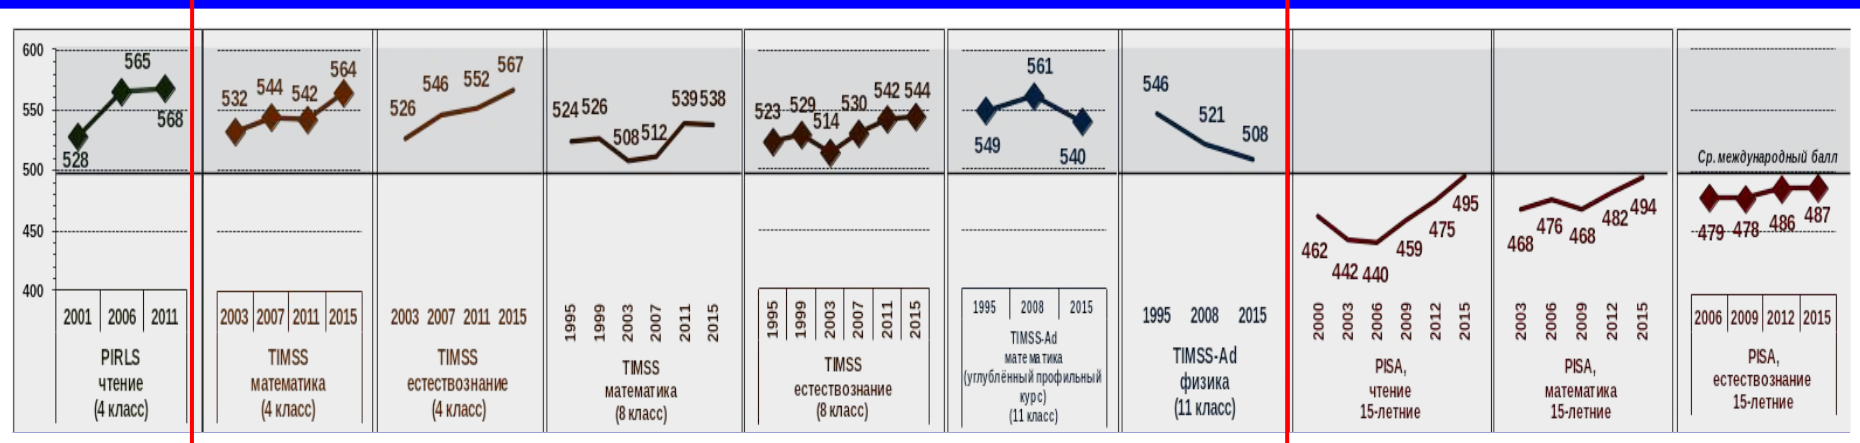 600
550
500
450
400
565
568
528
2001 2006 2011
PIRLS
чтение
(4 класс)
532
544
542
564
2003 2007 2011 2015
TIMSS
математика
(4 класс)
526
546
552
567
2003 2007 2011 2015
TIMSS
естествознание
(4 класс)
524 526
508 512
539 538
1995 1999 2003 2007 2011 2015
TIMSS
математика
(8 класс)
523
529
514
530
542 544
1995 1999 2003 2007 2011 2015
TIMSS
естествознание
(8 класс)
561
549
540
1995 2008 2015
TIMSS-Ad
математика
(углублённый профильный
курс)
(11 класс)
546
521
508
1995 2008 2015
TIMSS-Ad
физика
(11 класс)
462
442 440
459
475
495
2000 2003 2006 2009 2012 2015
PISA,
чтение
15-летние
468
476
468
482 494
2003 2006 2009 2012 2015
PISA,
математика
15-летние
Ср. международный балл
479 478 486 487
2006 2009 2012 2015
PISA,
естествознание
15-летние